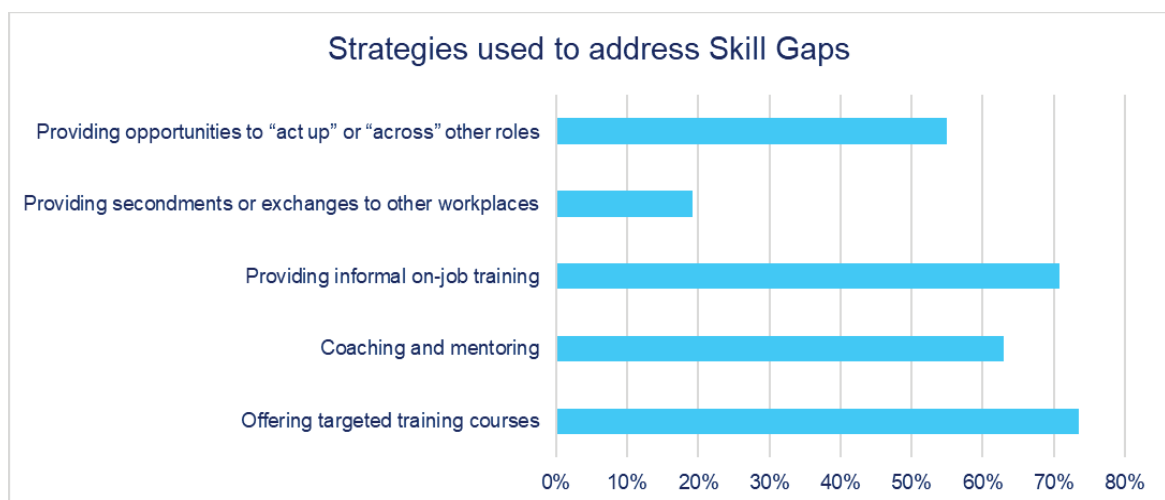 Strategies used to address Skill Gaps
Providing opportunities to “act up” or “across” other roles
Providing secondments or exchanges to other workplaces
Providing informal on-job training
Coaching and mentoring
Offering targeted training courses
0% 10% 20% 30% 40% 50% 60% 70% 80%